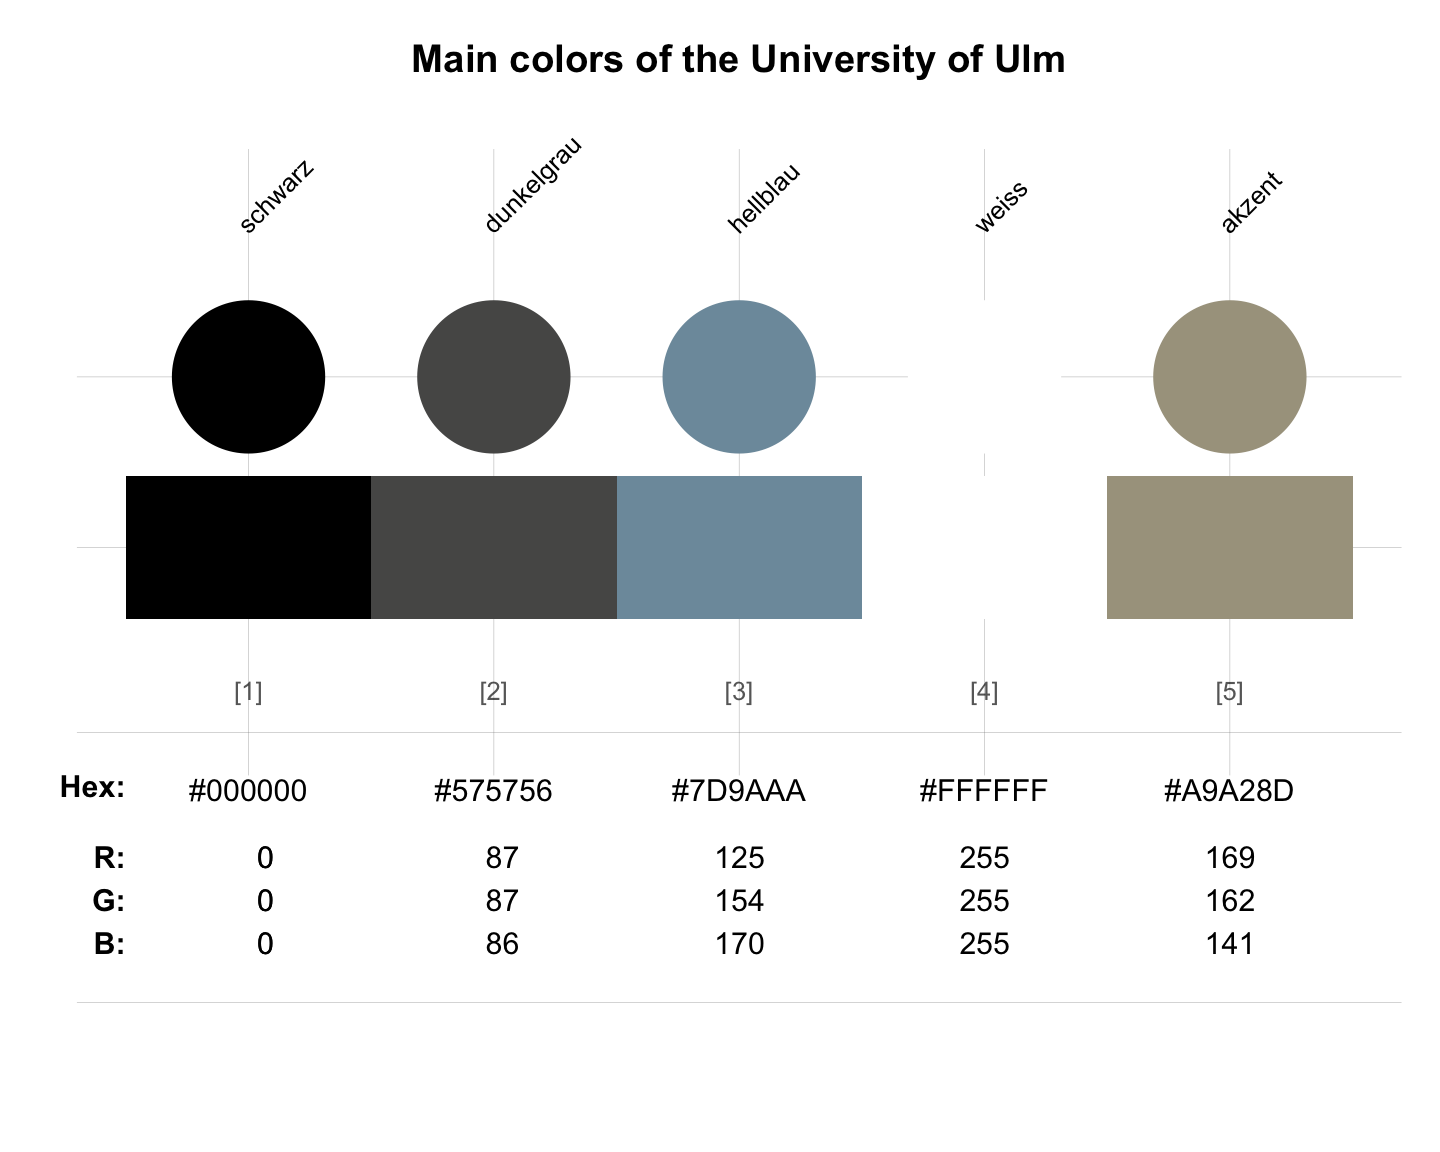 Main colors of the University of Ulm
schwarz dunkelgrau hellblau weiss akzent
[1] [2] [3] [4] [5]
Hex: #000000 #575756 #7D9AAA #FFFFFF #A9A28D
R: 0 87 125 255 169
G: 0 87 154 255 162
B: 0 86 170 255 141